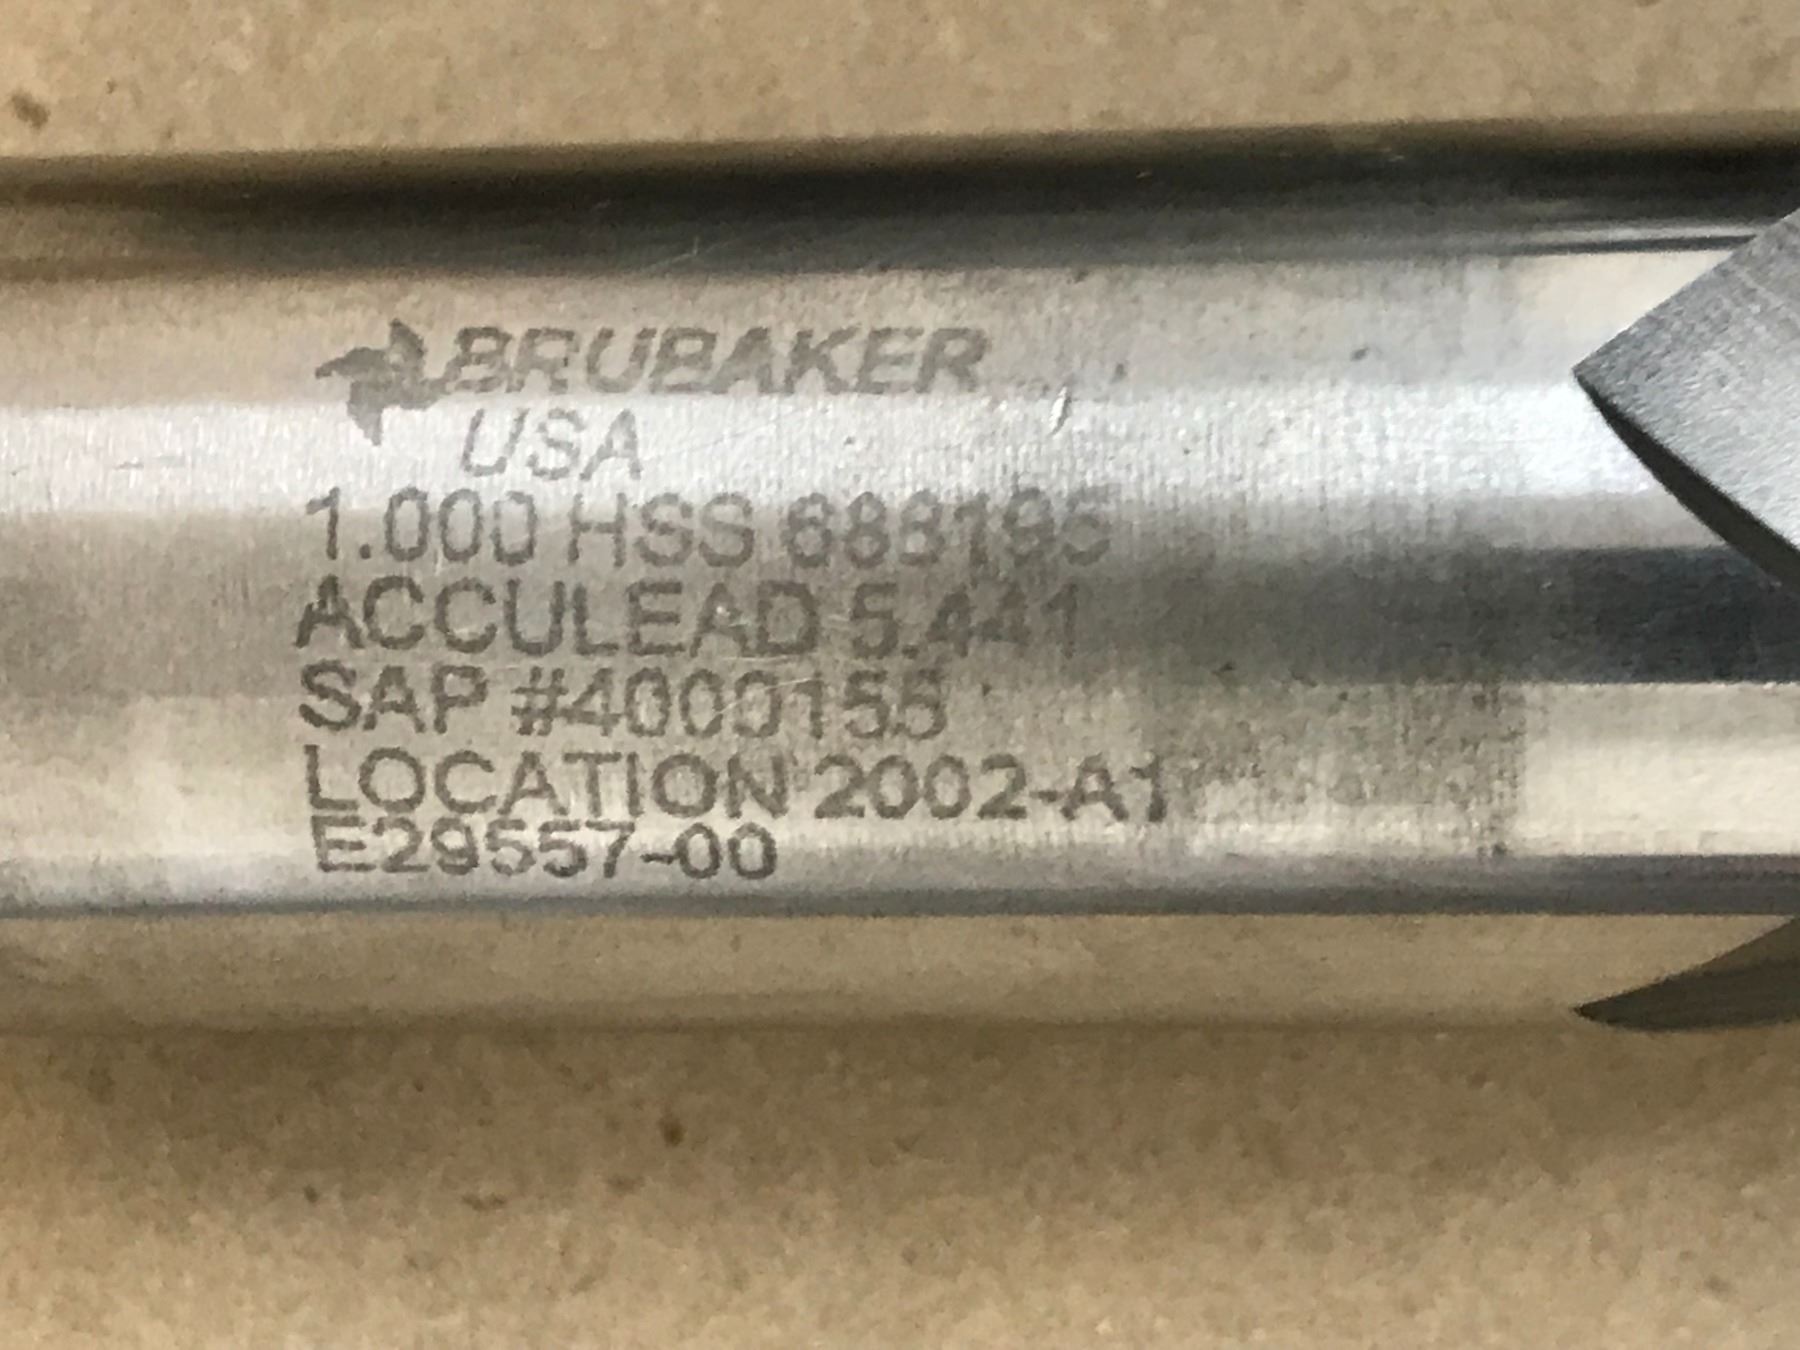 BRUBAKER
USA
1.000 HSS 688195
ACCULEAD 5.441
SAP #4000155
LOCATION 2002-A1
E29557-00